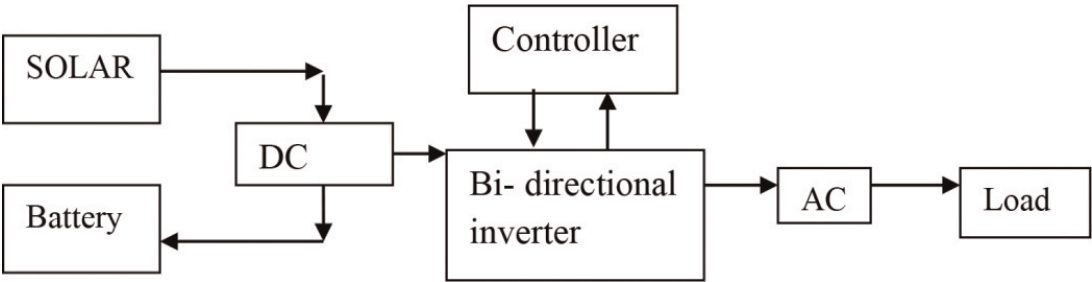 SOLAR
Battery
DC
Controller
Bi- directional
inverter
AC
Load